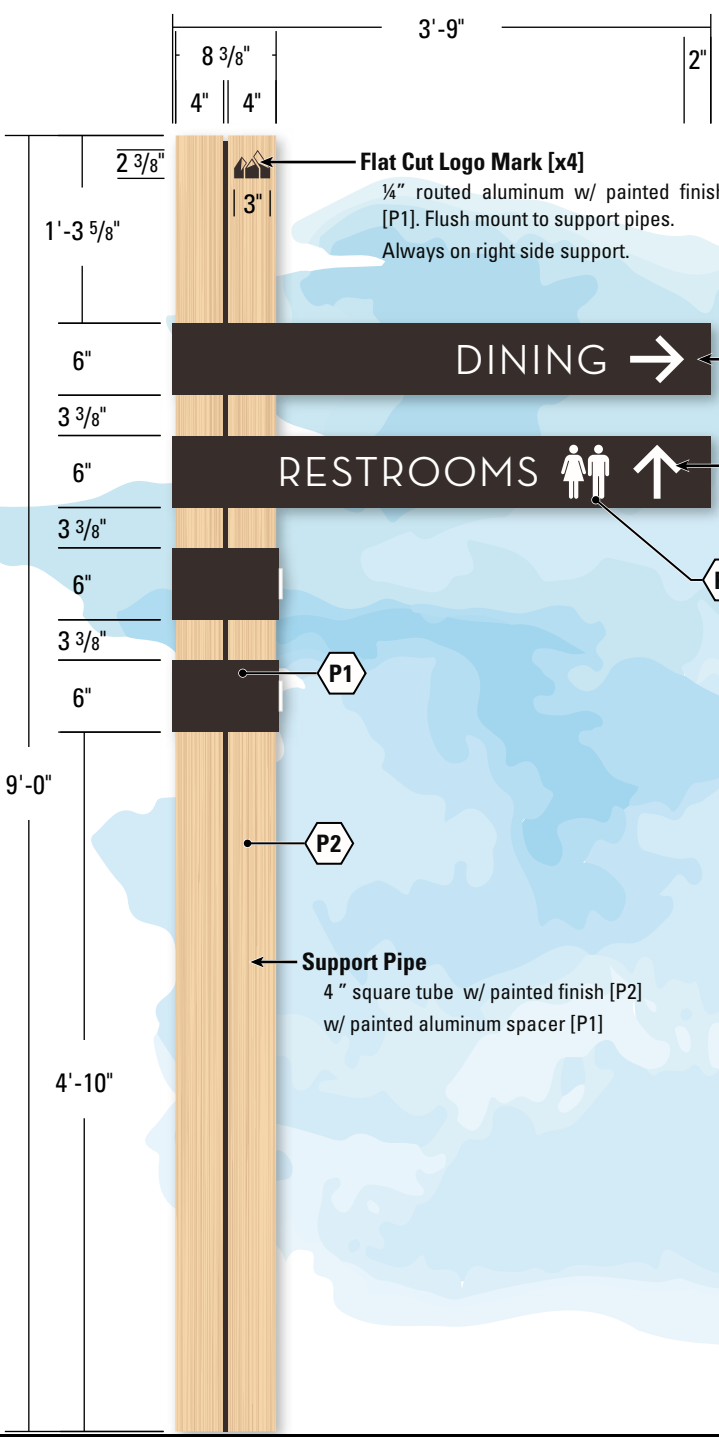 3'-9"
8 3/8"
2"
4" 4"
2 3/8"
Flat Cut Logo Mark [x4]
¼" routed aluminum w/ painted finish
[P1]. Flush mount to support pipes.
Always on right side support.
3"
1'-3 5/8"
6"
DINING
3 3/8"
6"
RESTROOMS
3 3/8"
6"
3 3/8"
6"
P1
9'-0"
P2
Support Pipe
4 " square tube w/ painted finish [P2]
w/ painted aluminum spacer [P1]
4'-10"